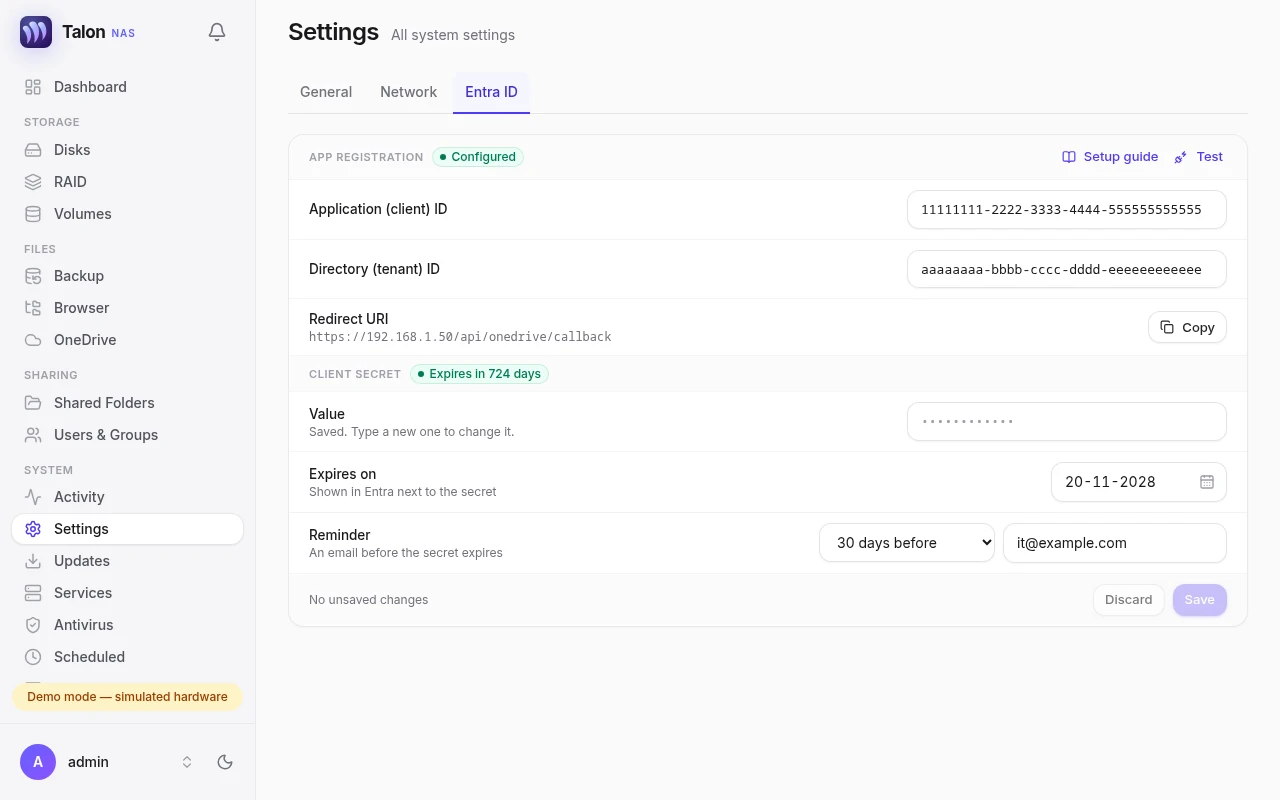 Talon NAS
Dashboard
STORAGE
Disks
RAID
Volumes
FILES
Backup
Browser
OneDrive
SHARING
Shared Folders
Users & Groups
SYSTEM
Activity
Settings
Updates
Services
Antivirus
Scheduled
Demo mode — simulated hardware
A admin
Settings All system settings
General Network Entra ID
APP REGISTRATION Configured Setup guide Test
Application (client) ID 11111111-2222-3333-4444-555555555555
Directory (tenant) ID aaaaaaaa-bbbb-cccc-dddd-eeeeeeeeeeee
Redirect URI
https://192.168.1.50/api/onedrive/callback
Copy
CLIENT SECRET Expires in 724 days
Value
Saved. Type a new one to change it.
••••••••••••
Expires on
Shown in Entra next to the secret
20-11-2028
Reminder
An email before the secret expires
30 days before it@example.com
No unsaved changes Discard Save